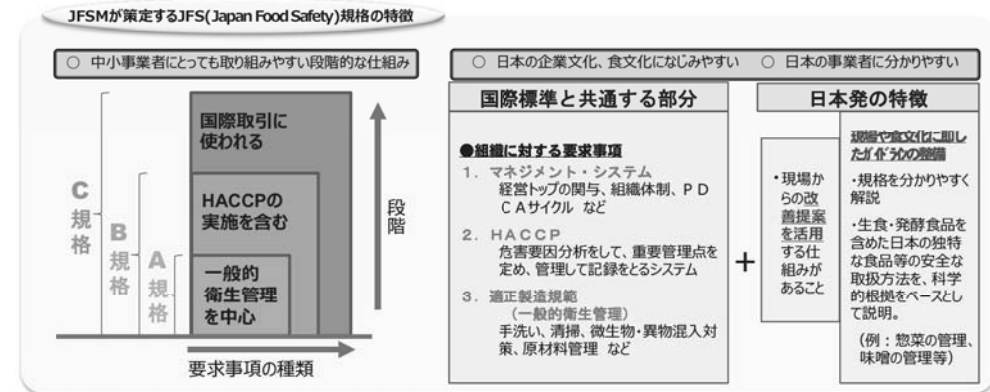 JFSMが策定するJFS(Japan Food Safety)規格の特徴
○ 中小事業者にとっても取り組みやすい段階的な仕組み
国際取引に
使われる
HACCPの
実施を含む
一般的
衛生管理
を中心
C
規
格
B
規
格
A
規
格
段
階
要求事項の種類
○ 日本の企業文化、食文化になじみやすい ○ 日本の事業者に分かりやすい
国際標準と共通する部分
●組織に対する要求事項
1. マネジメント・システム
経営トップの関与、組織体制、PD
CAサイクル など
2. HACCP
危害要因分析をして、重要管理点を
定め、管理して記録をとるシステム
3. 適正製造規範
(一般的衛生管理)
手洗い、清掃、微生物・異物混入対
策、原材料管理 など
+
日本発の特徴
・現場か
らの改
善提案
を活用
する仕
組みが
あること
現場や食文化に即し
たガイドラインの整備
・規格を分かりやすく
解説
・生食・発酵食品を
含めた日本の独特
な食品等の安全な
取扱方法を、科学
的根拠をベースとし
て説明。
(例:惣菜の管理、
味噌の管理等)